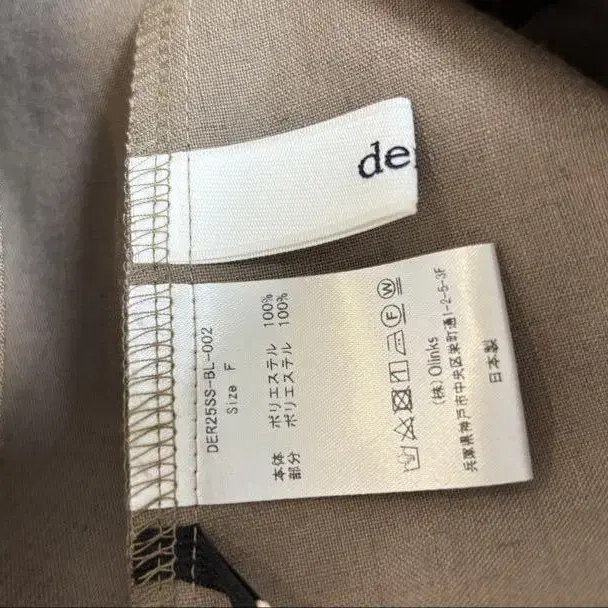 de
DER25SS-BL-002
Size F
本体 ポリエステル 100%
部分 ポリエステル 100%
F W
(株) Olinks
兵庫県神戸市中央区栄町通1-2-5-3F
日本製